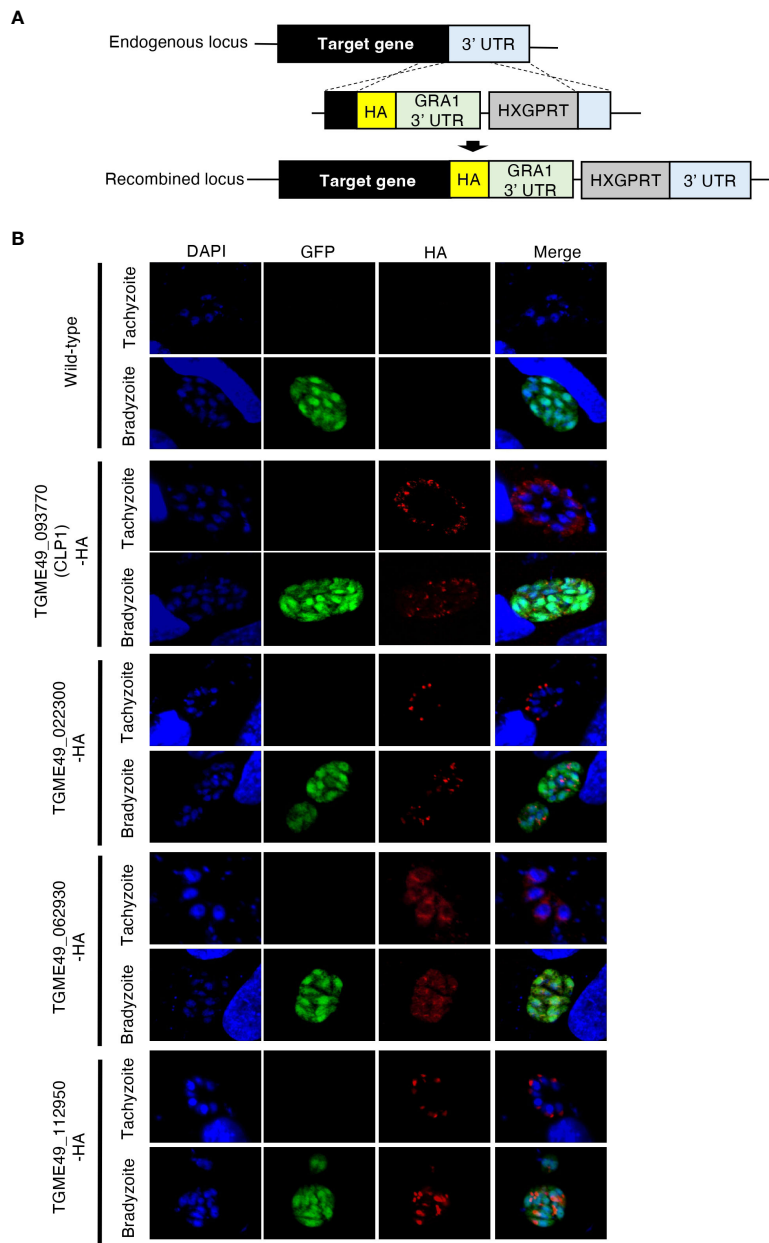 A
Endogenous locus
Target gene
3’ UTR
HA
GRA1
3’ UTR
HXGPRT
Recombined locus
Target gene
HA
GRA1
3’ UTR
HXGPRT
3’ UTR
B
DAPI
GFP
HA
Merge
Wild-type
Tachyzoite
Bradyzoite
TGME49_093770
(CLP1)
-HA
Tachyzoite
Bradyzoite
TGME49_022300
-HA
Tachyzoite
Bradyzoite
TGME49_062930
-HA
Tachyzoite
Bradyzoite
TGME49_112950
-HA
Tachyzoite
Bradyzoite